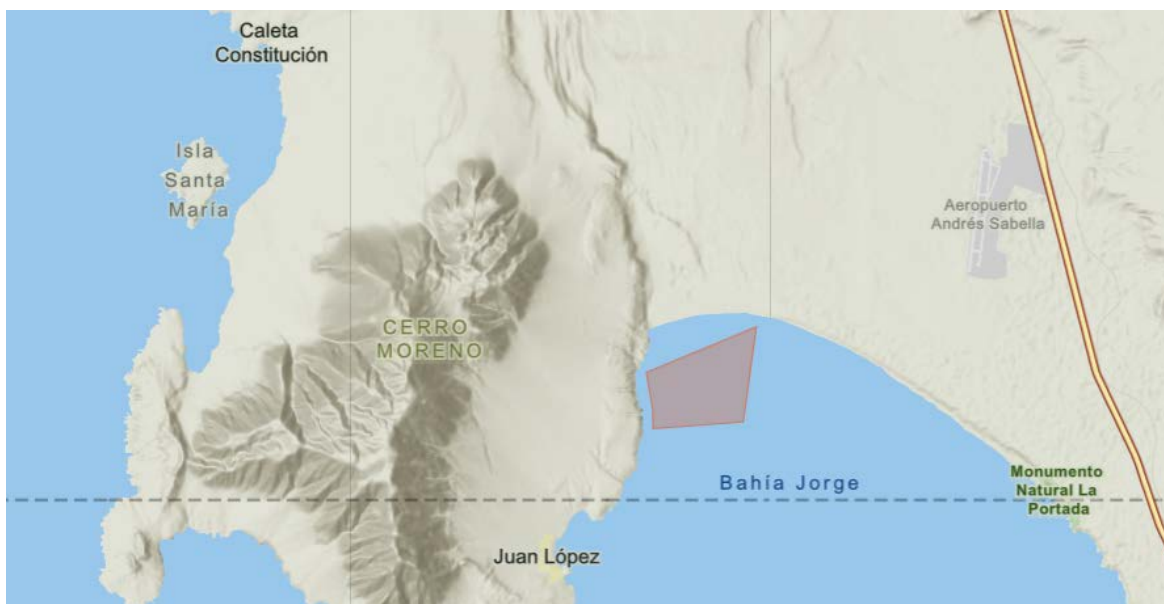 Caleta
Constitución
Isla
Santa
María
Aeropuerto
Andrés Sabella
CERRO
MORENO
Monumento
Natural La
Portada
Bahía Jorge
Juan López